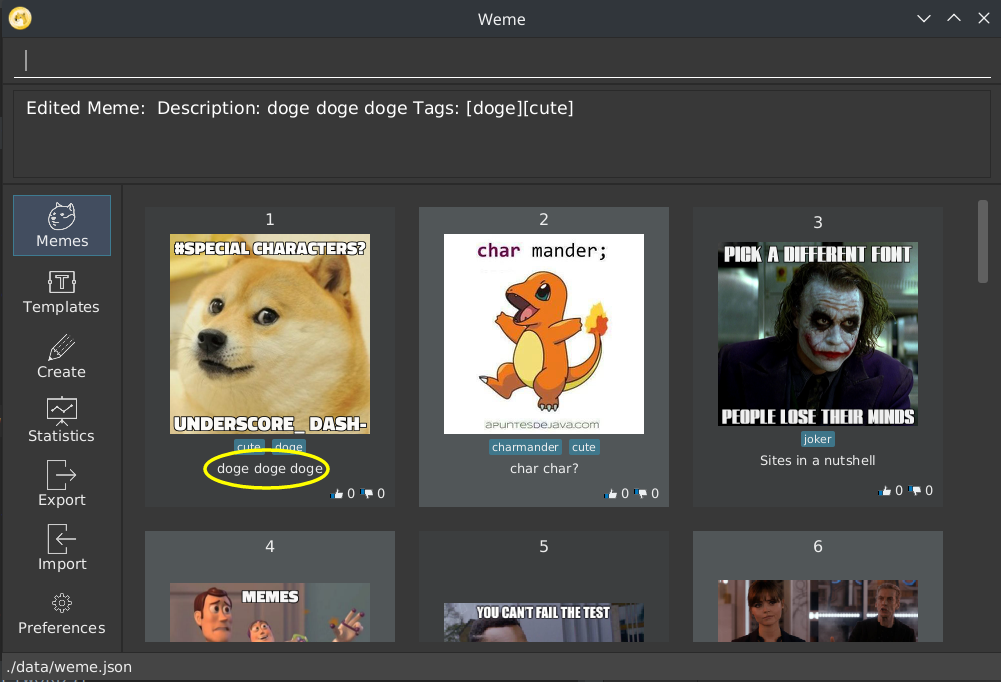 Weme
Edited Meme:  Description: doge doge doge Tags: [doge][cute]
Memes
Templates
Create
Statistics
Export
Import
Preferences
1
#SPECIAL CHARACTERS?
UNDERSCORE_ DASH-
cute doge
doge doge doge
0 0
2
char mander;
APUNTESDEJAVA.COM
charmander cute
char char?
0 0
3
PICK A DIFFERENT FONT
PEOPLE LOSE THEIR MINDS
joker
Sites in a nutshell
0 0
4
MEMES
5
YOU CAN'T FAIL THE TEST
6
./data/weme.json